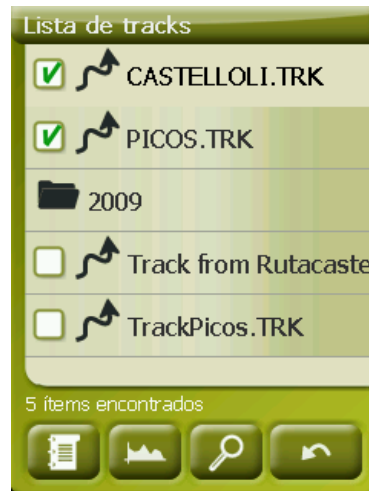 Lista de tracks
CASTELLOLI.TRK
PICOS.TRK
2009
Track from Rutacaste
TrackPicos.TRK
5 ítems encontrados